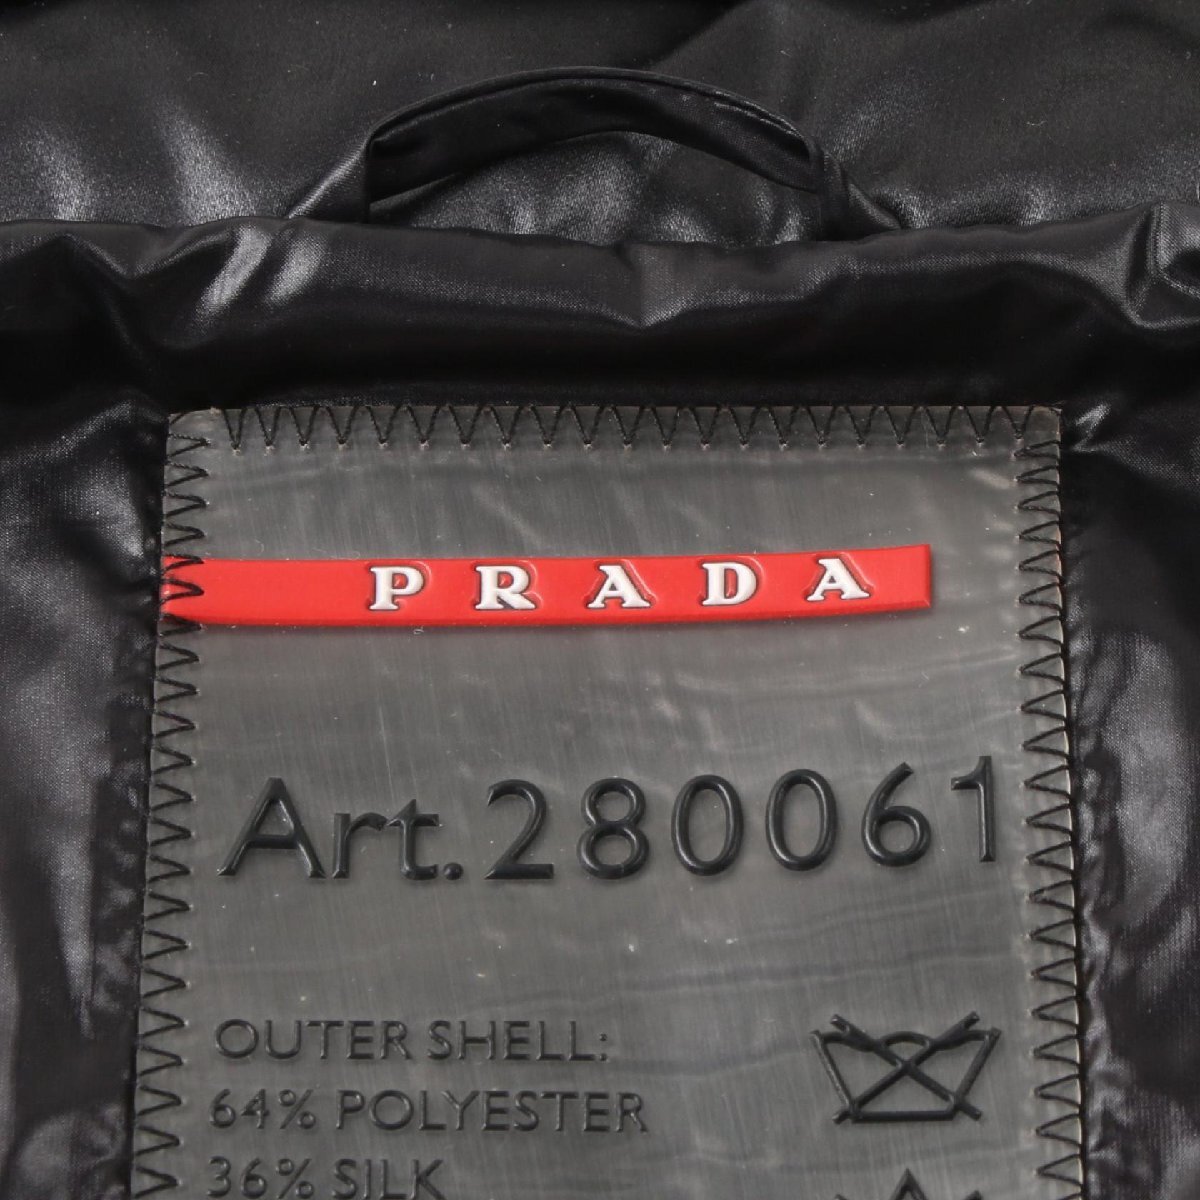 PRADA
Art.280061
OUTER SHELL:
64% POLYESTER
36% SILK